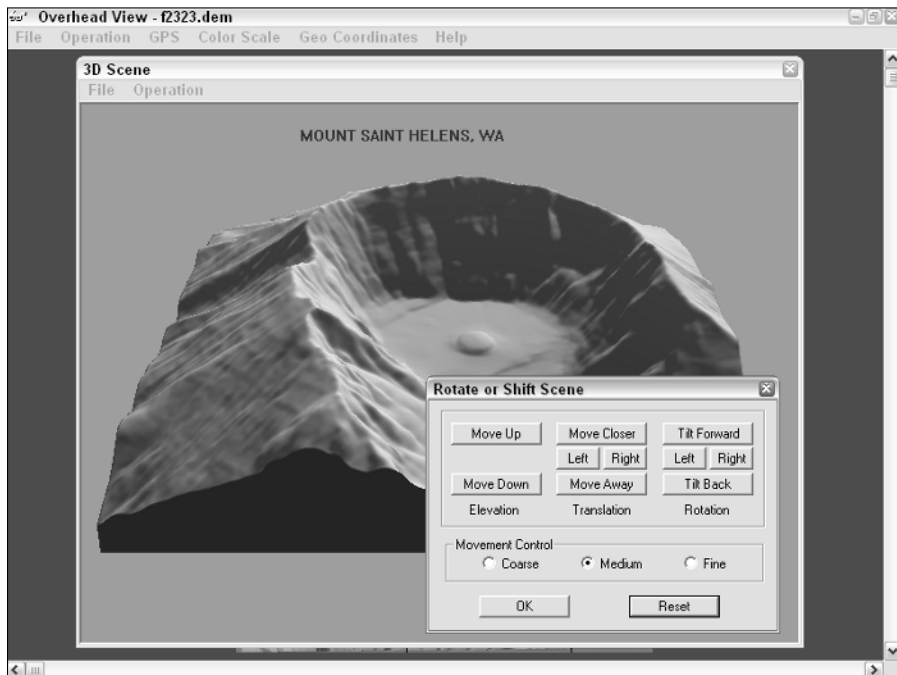 Overhead View - f2323.dem
File Operation GPS Color Scale Geo Coordinates Help
3D Scene
File Operation
MOUNT SAINT HELENS, WA
Rotate or Shift Scene
Move Up Move Closer Tilt Forward
Left Right Left Right
Move Down Move Away Tilt Back
Elevation Translation Rotation
Movement Control
Coarse Medium Fine
OK Reset